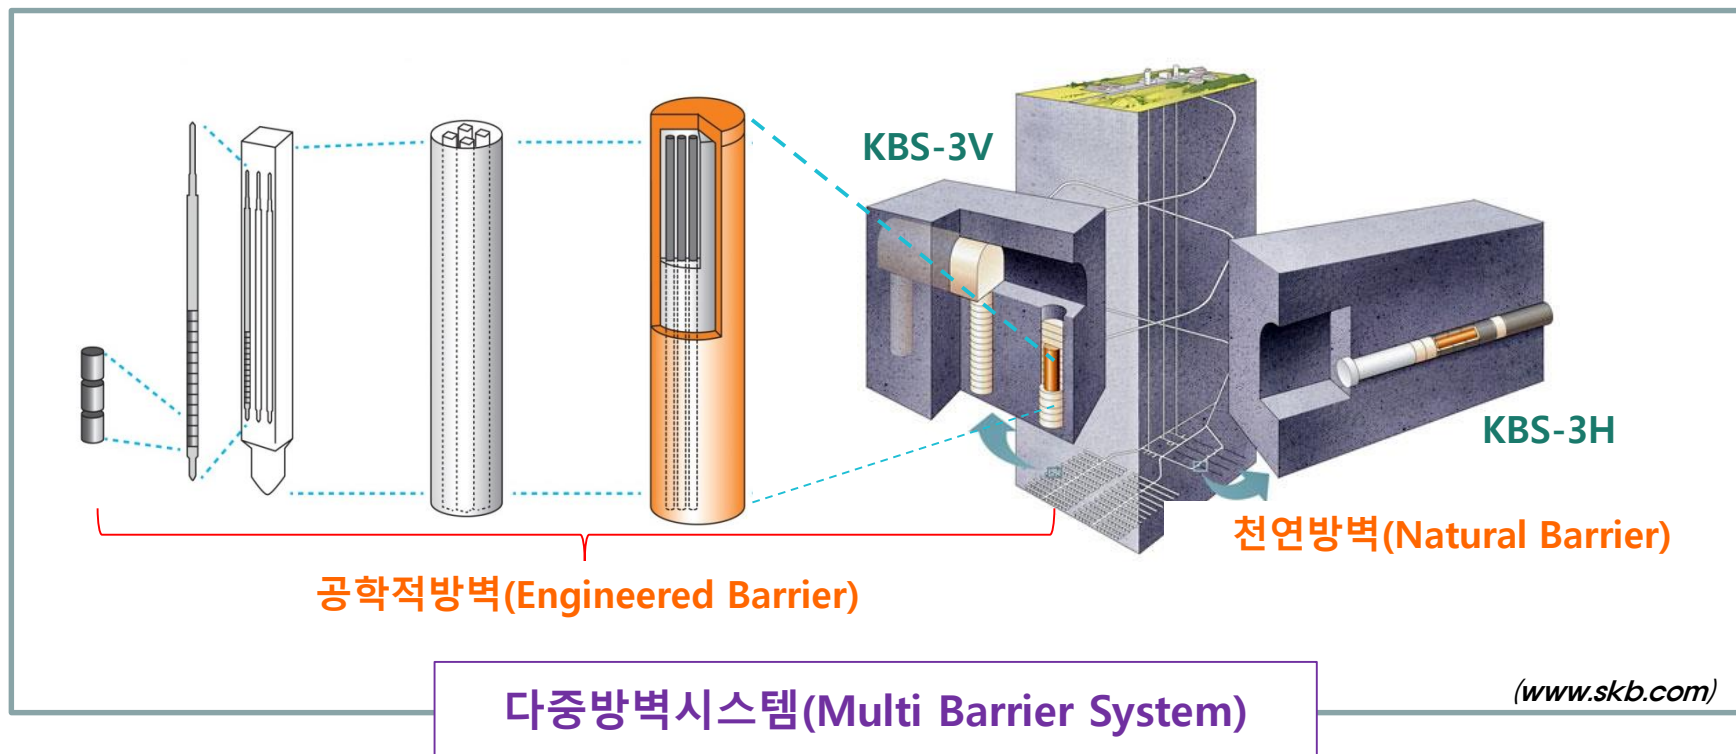 KBS-3V
KBS-3H
천연방벽(Natural Barrier)
공학적방벽(Engineered Barrier)
다중방벽시스템(Multi Barrier System)
(www.skb.com)